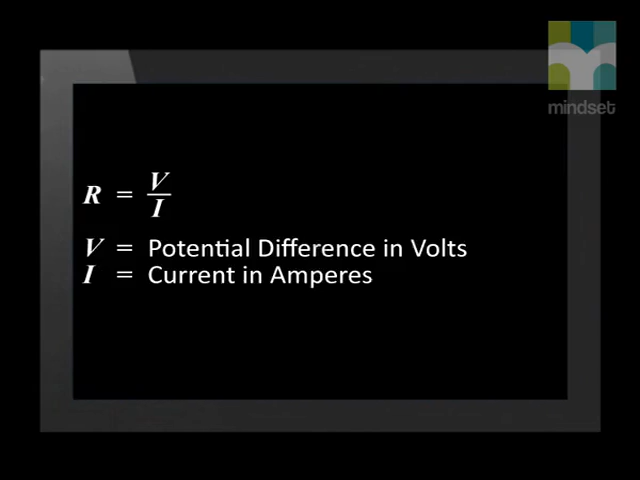 mindset
R = V/I
V = Potential Difference in Volts
I = Current in Amperes